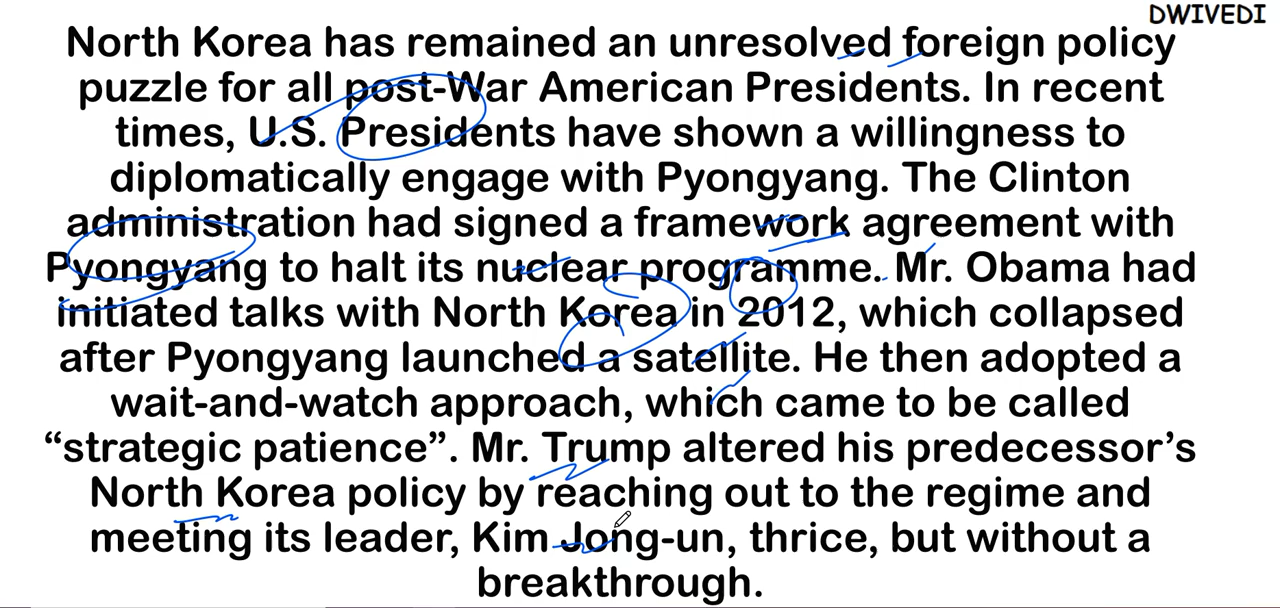 DWIVEDI
North Korea has remained an unresolved foreign policy
puzzle for all post-War American Presidents. In recent
times, U.S. Presidents have shown a willingness to
diplomatically engage with Pyongyang. The Clinton
administration had signed a framework agreement with
Pyongyang to halt its nuclear programme. Mr. Obama had
initiated talks with North Korea in 2012, which collapsed
after Pyongyang launched a satellite. He then adopted a
wait-and-watch approach, which came to be called
“strategic patience”. Mr. Trump altered his predecessor’s
North Korea policy by reaching out to the regime and
meeting its leader, Kim Jong-un, thrice, but without a
breakthrough.